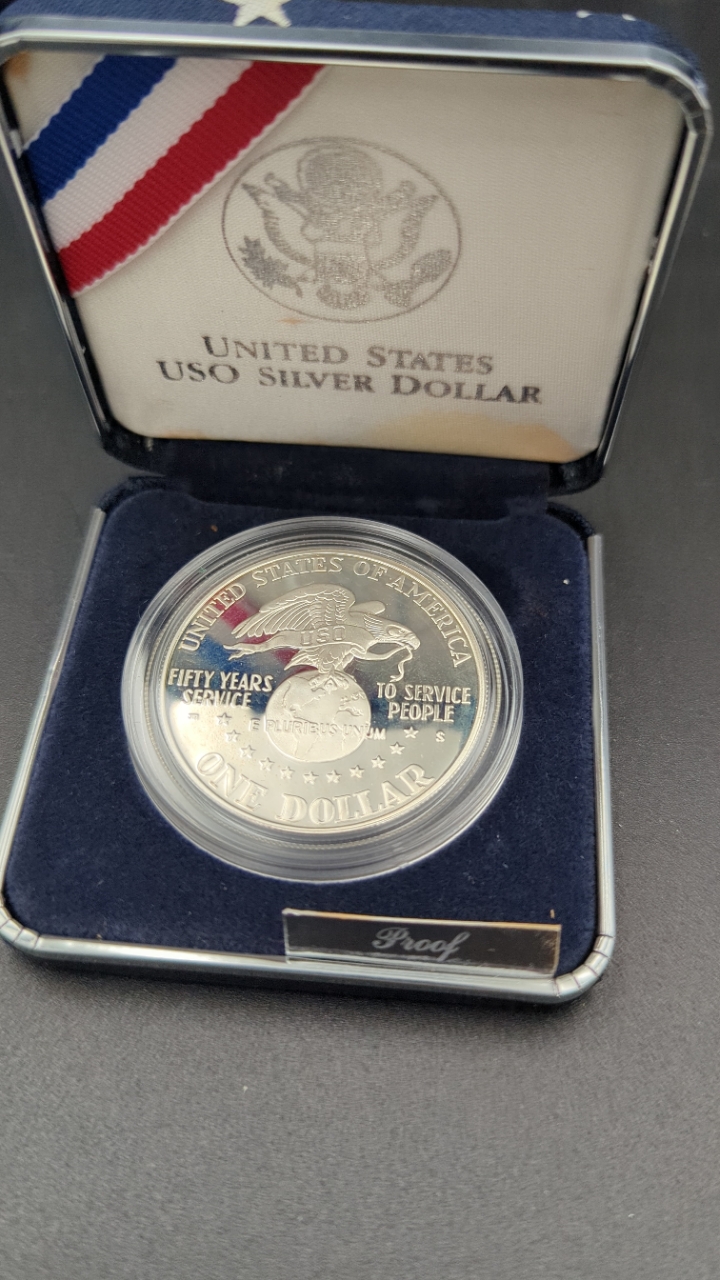 UNITED STATES
USO SILVER DOLLAR
UNITED STATES OF AMERICA
USO
FIFTY YEARS
SERVICE
TO SERVICE
PEOPLE
E PLURIBUS UNUM
S
ONE DOLLAR
Proof